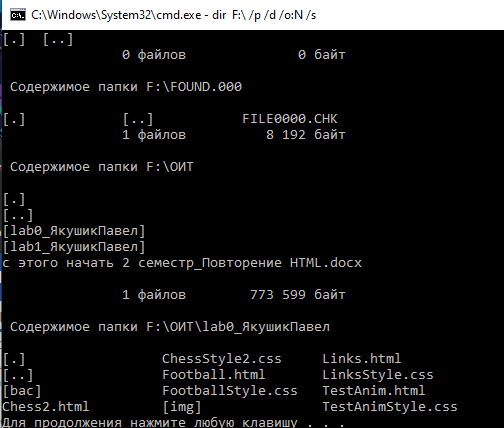 C:\Windows\System32\cmd.exe - dir F:\ /p /d /o:N /s
[.] [..]
0 файлов 0 байт
Содержимое папки F:\FOUND.000
[.] [..] FILE0000.CHK
1 файлов 8 192 байт
Содержимое папки F:\ОИТ
[.]
[..]
[lab0_ЯкушикПавел]
[lab1_ЯкушикПавел]
с этого начать 2 семестр_Повторение HTML.docx
1 файлов 773 599 байт
Содержимое папки F:\ОИТ\lab0_ЯкушикПавел
[.] ChessStyle2.css Links.html
[..] Football.html LinksStyle.css
[bac] FootballStyle.css TestAnim.html
Chess2.html [img] TestAnimStyle.css
Для продолжения нажмите любую клавишу . . .